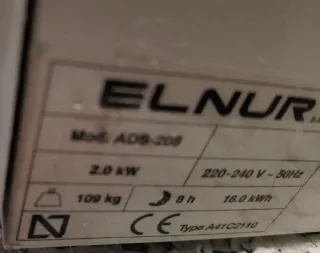 ELNUR
Mod: ADS-208
2.0 kW 220-240 V - 50Hz
109 kg 8 h 16.0 kWh
N CE Type A41C2110